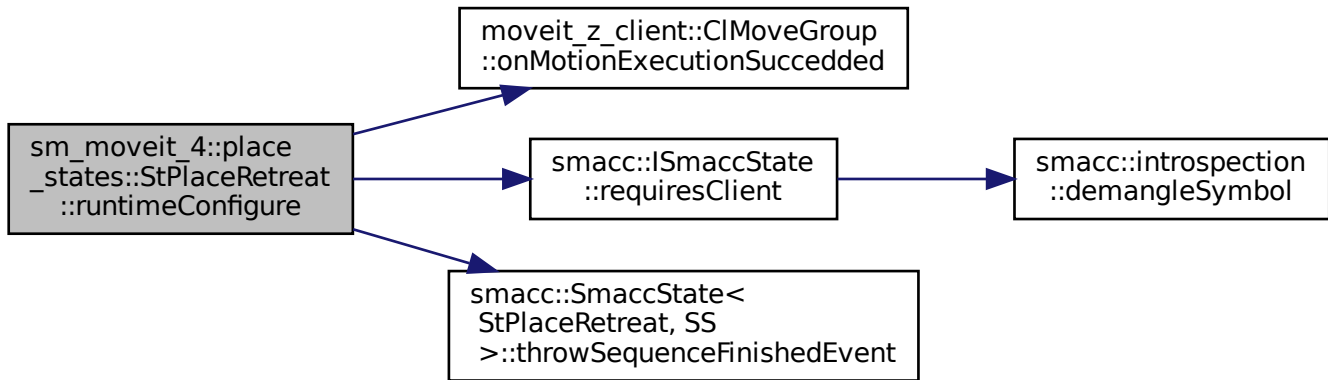 sm_moveit_4::place
_states::StPlaceRetreat
::runtimeConfigure
moveit_z_client::ClMoveGroup
::onMotionExecutionSuccedded
smacc::ISmaccState
::requiresClient
smacc::introspection
::demangleSymbol
smacc::SmaccState<
StPlaceRetreat, SS
>::throwSequenceFinishedEvent